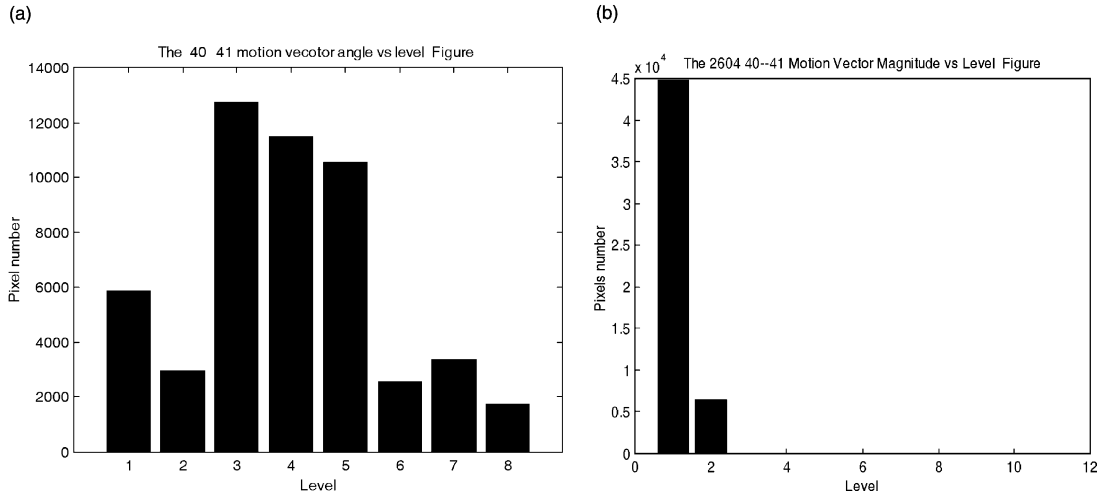 (a)
The 40 41 motion vecotor angle vs level Figure
14000
12000
10000
8000
6000
4000
2000
0
Pixel number
1 2 3 4 5 6 7 8
Level
(b)
x 10^4
The 2604 40--41 Motion Vector Magnitude vs Level Figure
4.5
4
3.5
3
2.5
2
1.5
1
0.5
0
Pixels number
0 2 4 6 8 10 12
Level